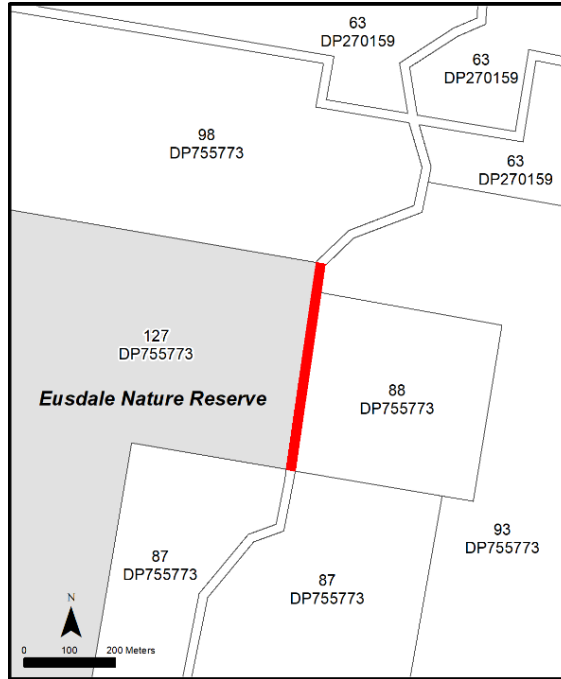 63
DP270159
63
DP270159
98
DP755773
63
DP270159
127
DP755773
Eusdale Nature Reserve
88
DP755773
93
DP755773
87
DP755773
87
DP755773
N
0 100 200 Meters